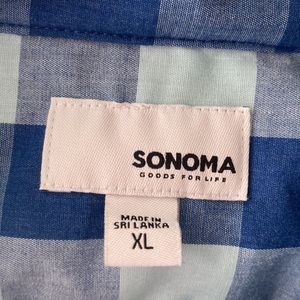 SONOMA
GOODS FOR LIFE
MADE IN
SRI LANKA
XL